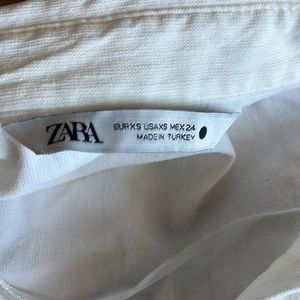 ZARA
EUR XS USA XS MEX 24
MADE IN TURKEY